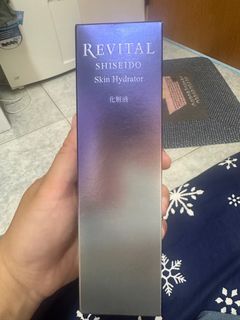 REVITAL
SHISEIDO
Skin Hydrator
化粧液